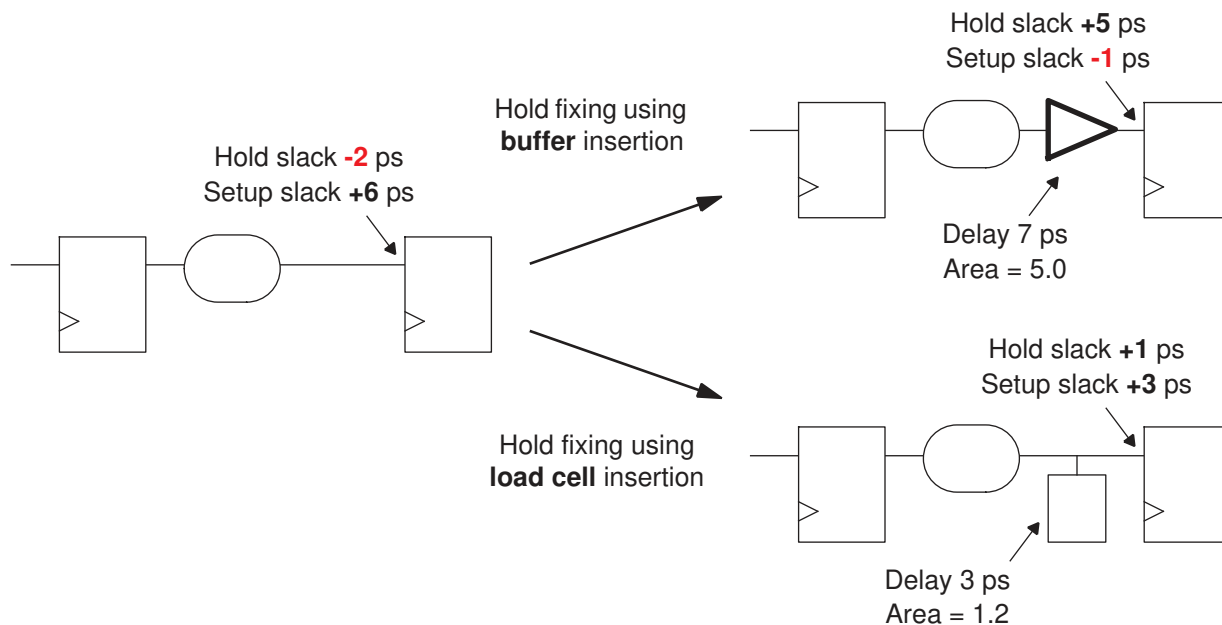 Hold slack +5 ps
Setup slack -1 ps
Hold fixing using
buffer insertion
Hold slack -2 ps
Setup slack +6 ps
Delay 7 ps
Area = 5.0
Hold slack +1 ps
Setup slack +3 ps
Hold fixing using
load cell insertion
Delay 3 ps
Area = 1.2